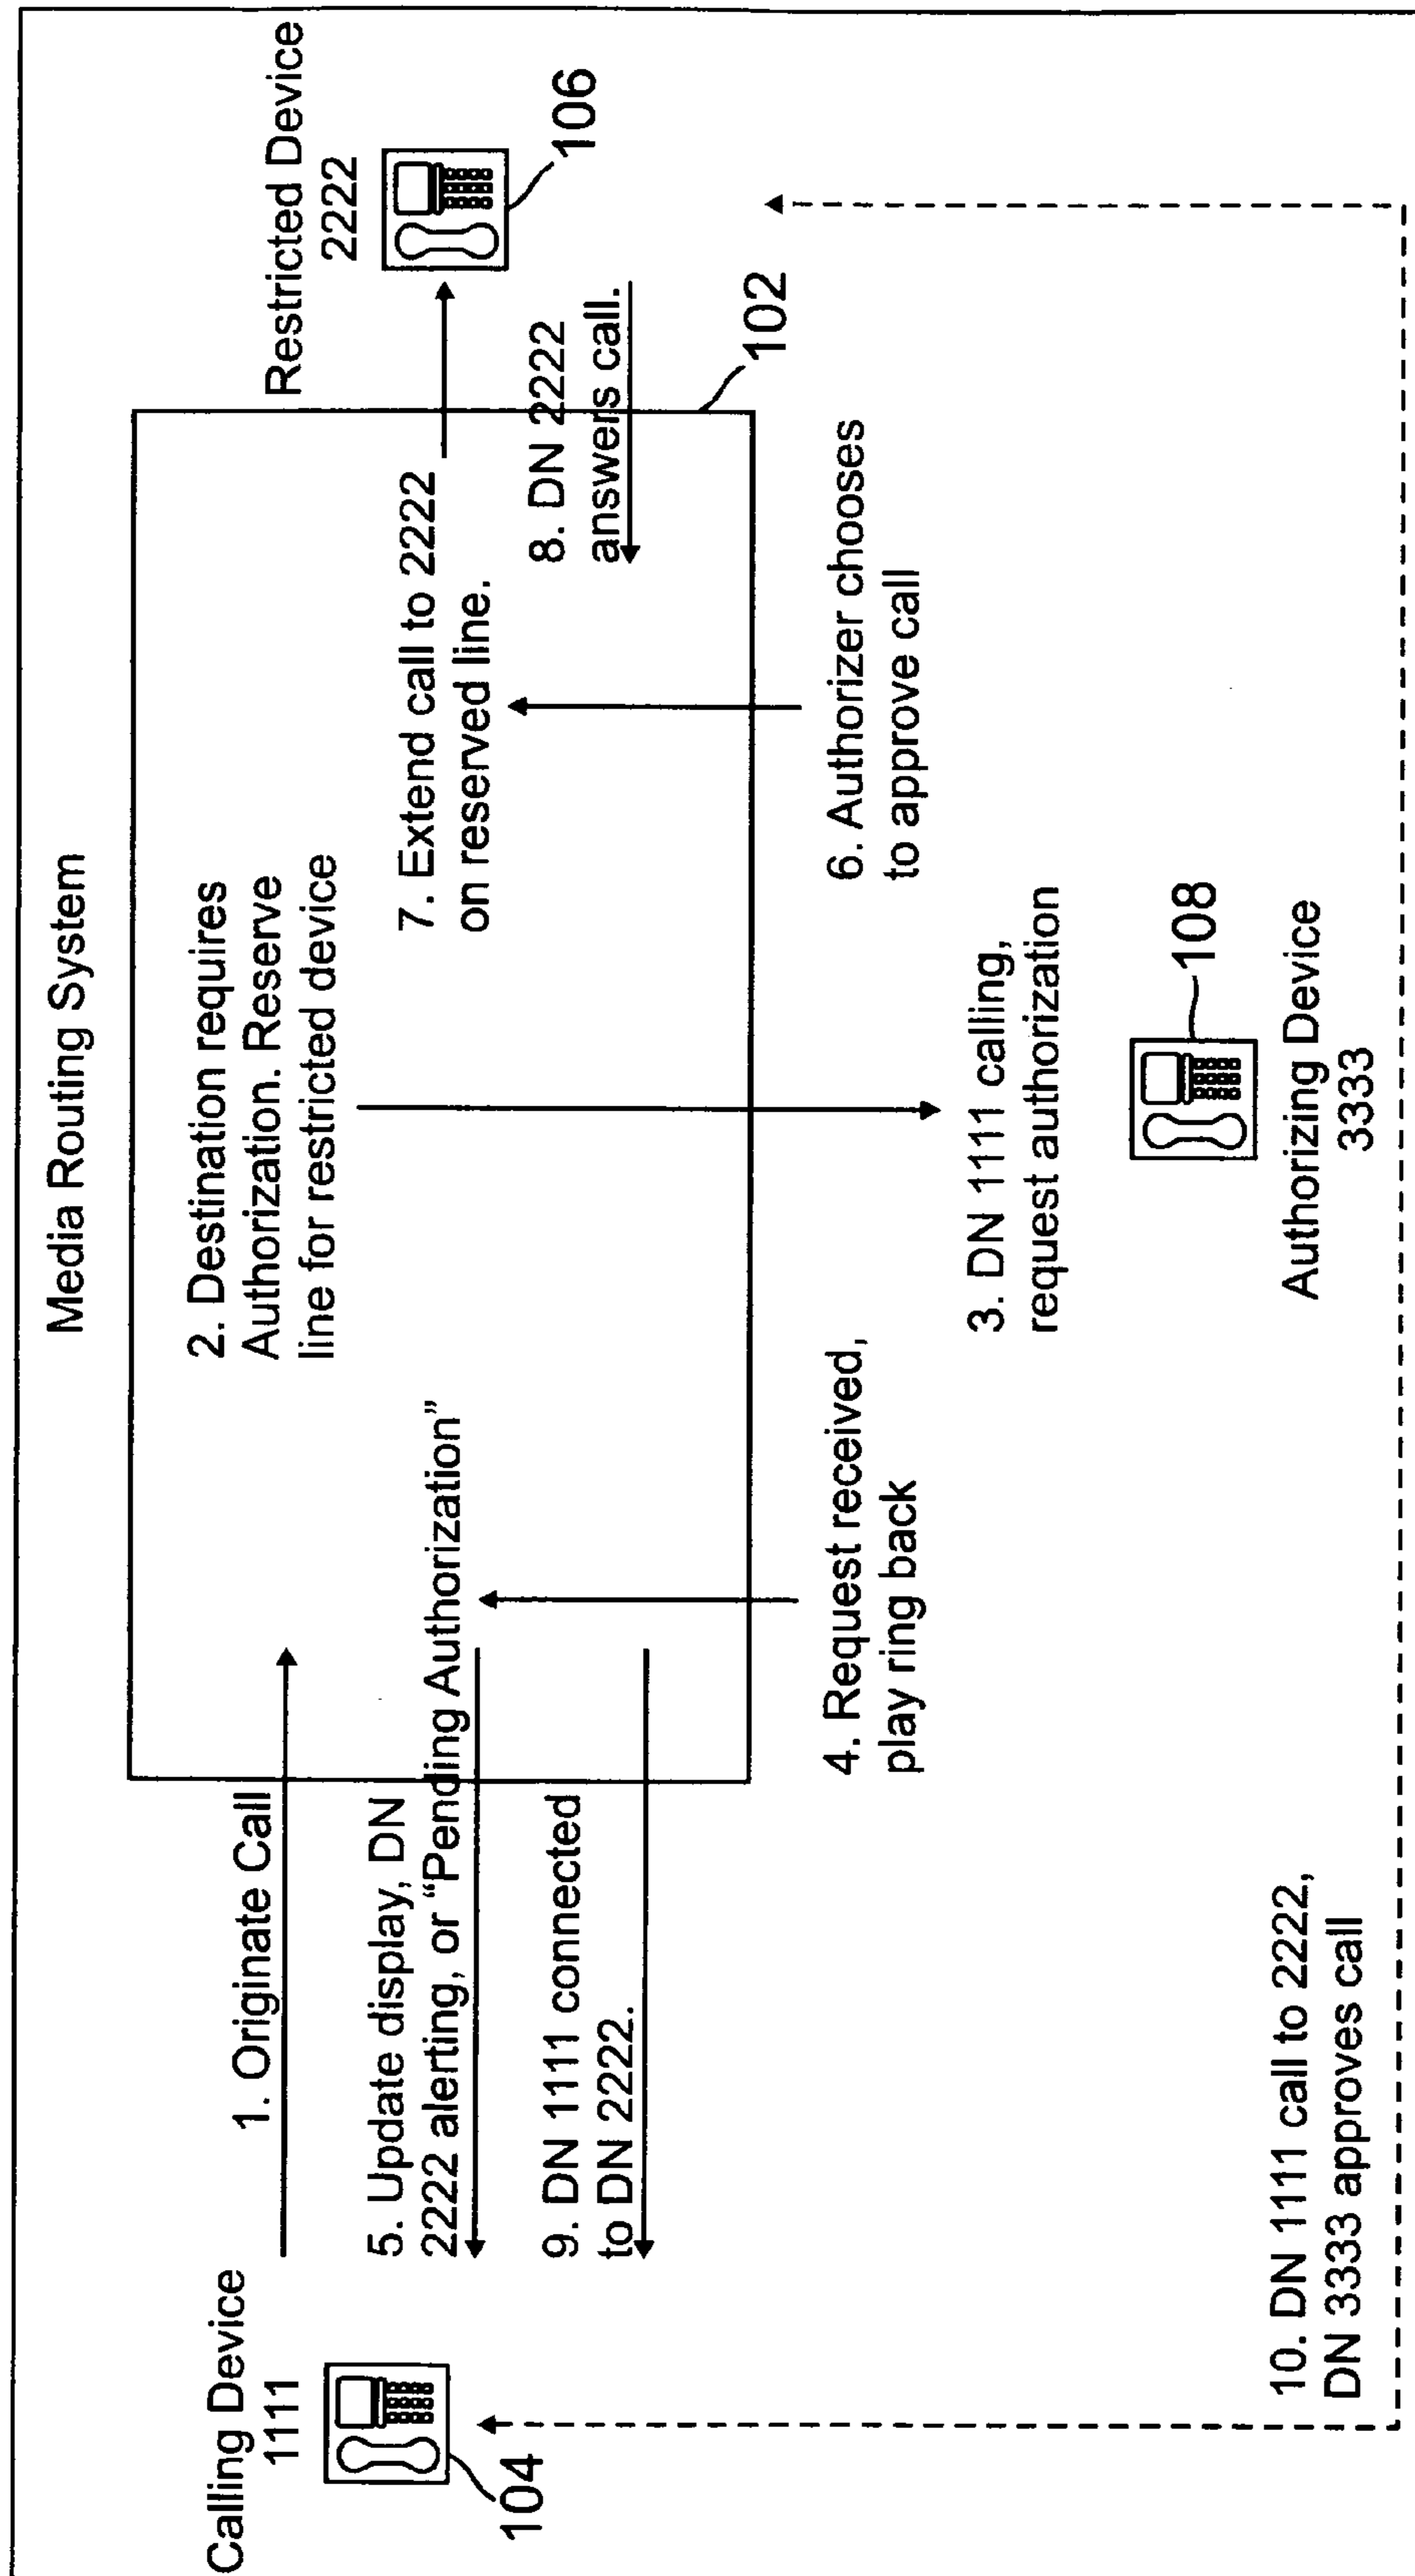 Media Routing System
Calling Device
1111
104
1. Originate Call
2. Destination requires
Authorization. Reserve
line for restricted device
3. DN 1111 calling,
request authorization
4. Request received,
play ring back
5. Update display, DN
2222 alerting, or “Pending Authorization”
6. Authorizer chooses
to approve call
7. Extend call to 2222
on reserved line.
8. DN 2222
answers call.
9. DN 1111 connected
to DN 2222.
10. DN 1111 call to 2222,
DN 3333 approves call
Restricted Device
2222
106
102
108
Authorizing Device
3333